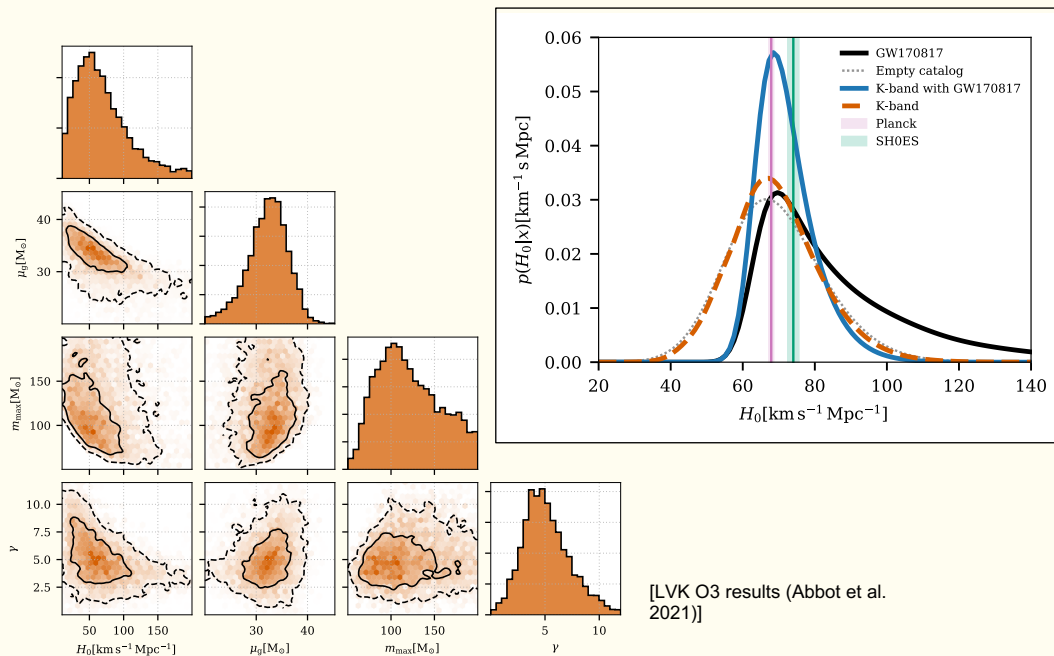 40
30
μg[M⊙]
150
100
mmax[M⊙]
10.0
7.5
5.0
2.5
γ
50 100 150
H0[km s−1 Mpc−1]
30 40
μg[M⊙]
100 150
mmax[M⊙]
5 10
γ
0.06
0.05
0.04
0.03
0.02
0.01
0.00
p(H0|x)[km−1 s Mpc]
20 40 60 80 100 120 140
H0[km s−1 Mpc−1]
GW170817
Empty catalog
K-band with GW170817
K-band
Planck
SH0ES
[LVK O3 results (Abbot et al.
2021)]